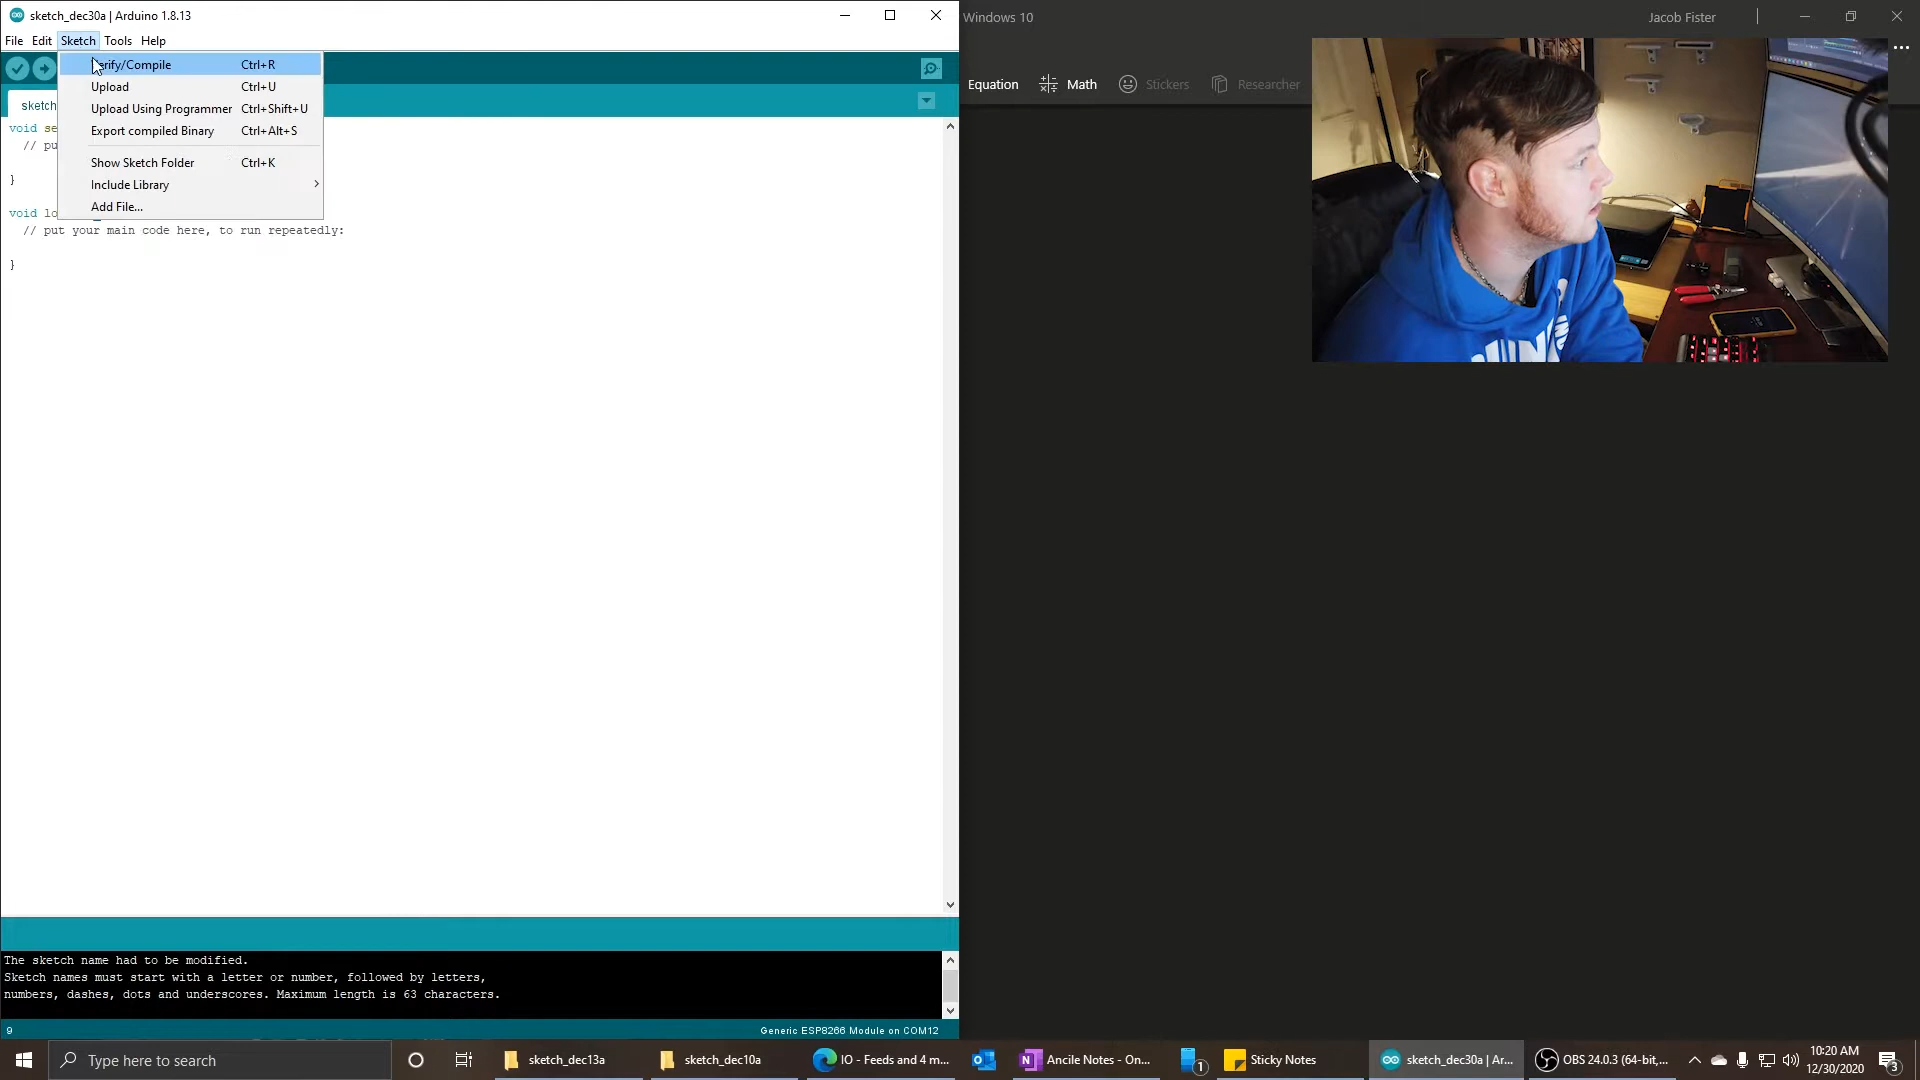 sketch_dec30a | Arduino 1.8.13
File Edit Sketch Tools Help
Verify/Compile Ctrl+R
Upload Ctrl+U
Upload Using Programmer Ctrl+Shift+U
Export compiled Binary Ctrl+Alt+S
Show Sketch Folder Ctrl+K
Include Library
Add File...
sketch
void se
// pu
}
void lo
// put your main code here, to run repeatedly:
}
The sketch name had to be modified.
Sketch names must start with a letter or number, followed by letters,
numbers, dashes, dots and underscores. Maximum length is 63 characters.
9 Generic ESP8266 Module on COM12
Windows 10 Jacob Fister
Equation Math Stickers Researcher
Type here to search sketch_dec13a sketch_dec10a IO - Feeds and 4 m... Ancile Notes - On... 1 Sticky Notes sketch_dec30a | Ar... OBS 24.0.3 (64-bit,... 10:20 AM
12/30/2020 3